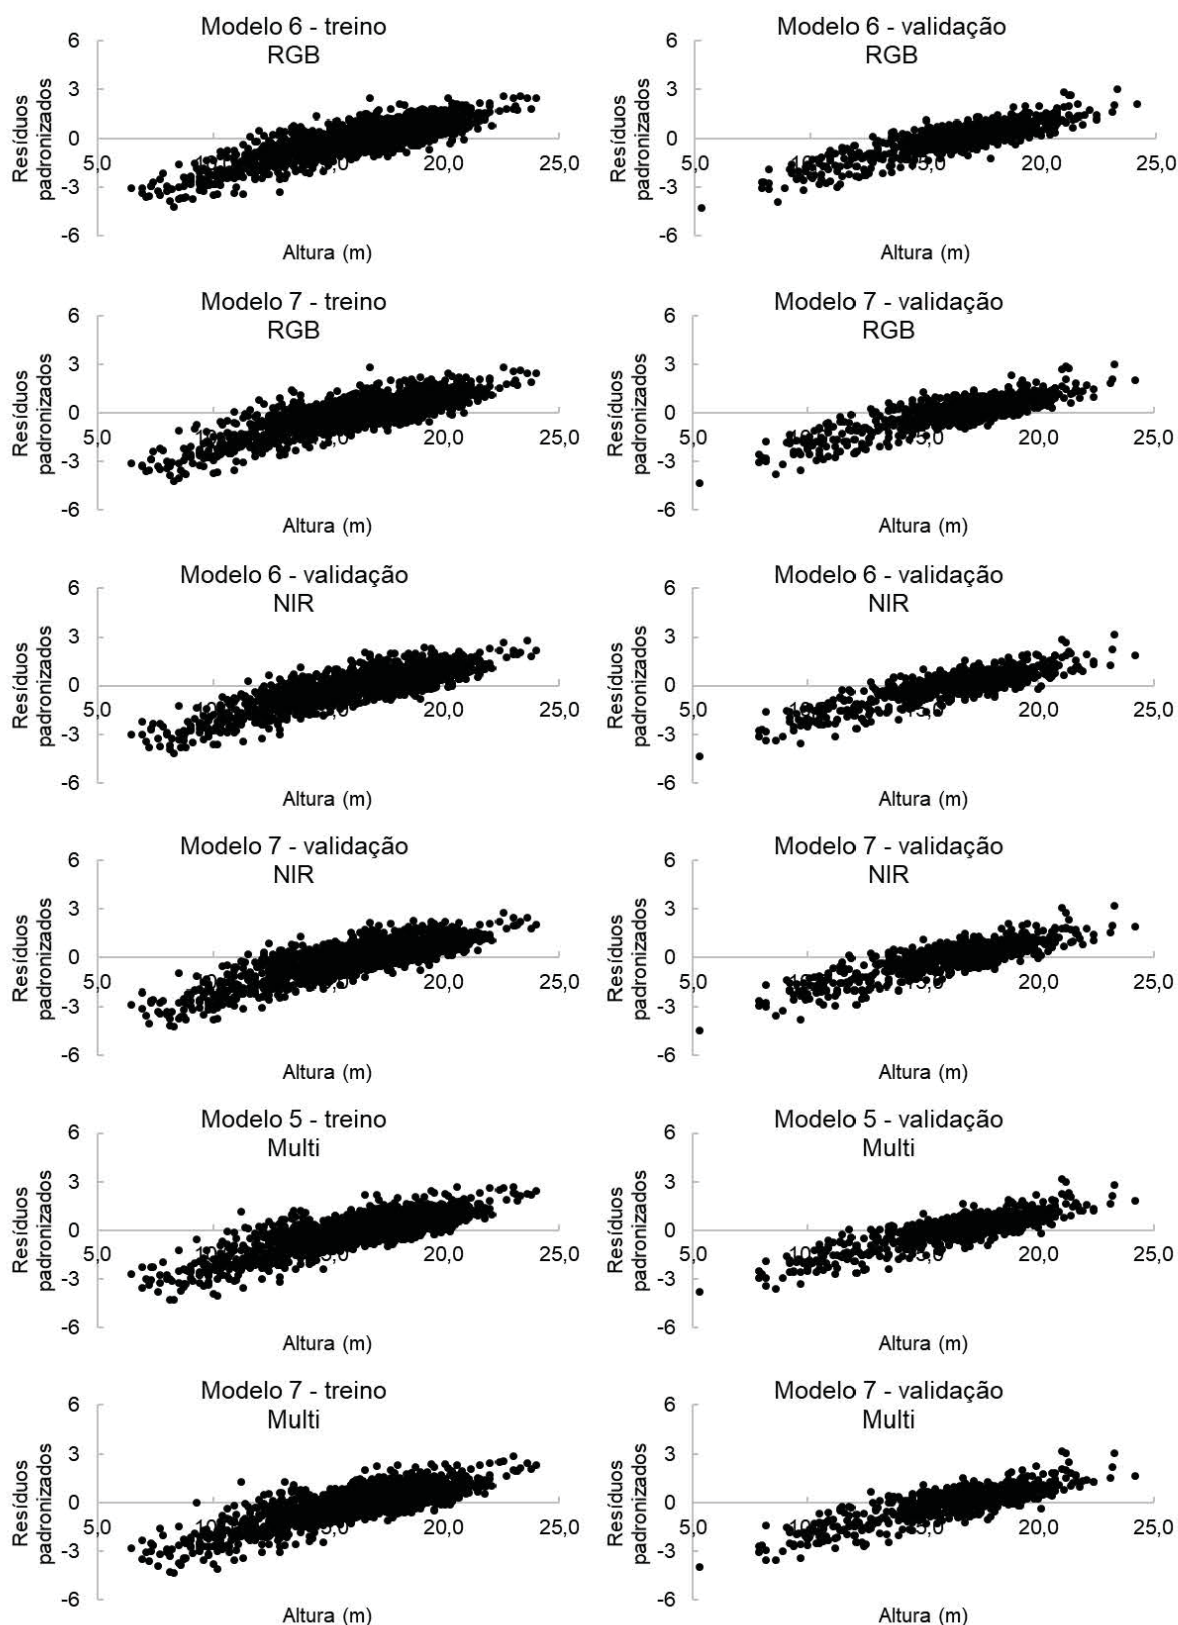 Modelo 6 - treino
RGB
6
3
0
-3
-6
5,0
20,0
25,0
Resíduos
padronizados
Altura (m)
Modelo 6 - validação
RGB
6
3
0
-3
-6
5,0
20,0
25,0
Resíduos
padronizados
Altura (m)
Modelo 7 - treino
RGB
6
3
0
-3
-6
5,0
20,0
25,0
Resíduos
padronizados
Altura (m)
Modelo 7 - validação
RGB
6
3
0
-3
-6
5,0
20,0
25,0
Resíduos
padronizados
Altura (m)
Modelo 6 - validação
NIR
6
3
0
-3
-6
5,0
20,0
25,0
Resíduos
padronizados
Altura (m)
Modelo 6 - validação
NIR
6
3
0
-3
-6
5,0
20,0
25,0
Resíduos
padronizados
Altura (m)
Modelo 7 - validação
NIR
6
3
0
-3
-6
5,0
20,0
25,0
Resíduos
padronizados
Altura (m)
Modelo 7 - validação
NIR
6
3
0
-3
-6
5,0
20,0
25,0
Resíduos
padronizados
Altura (m)
Modelo 5 - treino
Multi
6
3
0
-3
-6
5,0
20,0
25,0
Resíduos
padronizados
Altura (m)
Modelo 5 - validação
Multi
6
3
0
-3
-6
5,0
20,0
25,0
Resíduos
padronizados
Altura (m)
Modelo 7 - treino
Multi
6
3
0
-3
-6
5,0
20,0
25,0
Resíduos
padronizados
Altura (m)
Modelo 7 - validação
Multi
6
3
0
-3
-6
5,0
20,0
25,0
Resíduos
padronizados
Altura (m)